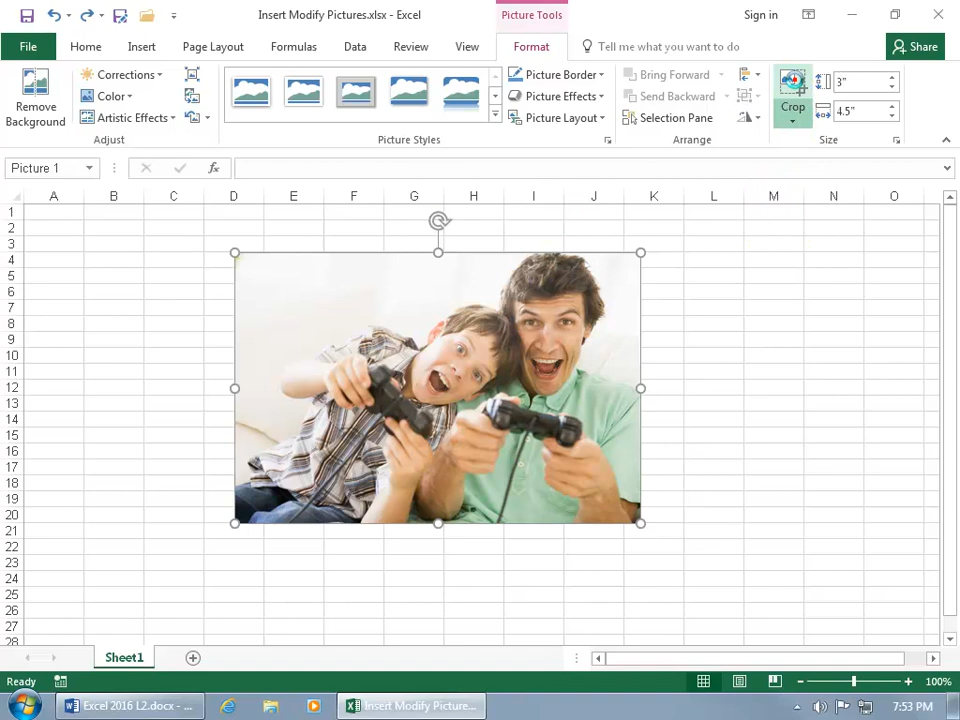 Insert Modify Pictures.xlsx - Excel
Picture Tools
Sign in
File
Home
Insert
Page Layout
Formulas
Data
Review
View
Format
Tell me what you want to do
Share
Remove Background
Corrections
Color
Artistic Effects
Adjust
Picture Styles
Picture Border
Picture Effects
Picture Layout
Bring Forward
Send Backward
Selection Pane
Arrange
Crop
3"
4.5"
Size
Picture 1
fx
A B C D E F G H I J K L M N O
1
2
3
4
5
6
7
8
9
10
11
12
13
14
15
16
17
18
19
20
21
22
23
24
25
26
27
28
Sheet1
Ready
100%
Excel 2016 L2.docx - ...
Insert Modify Picture...
7:53 PM